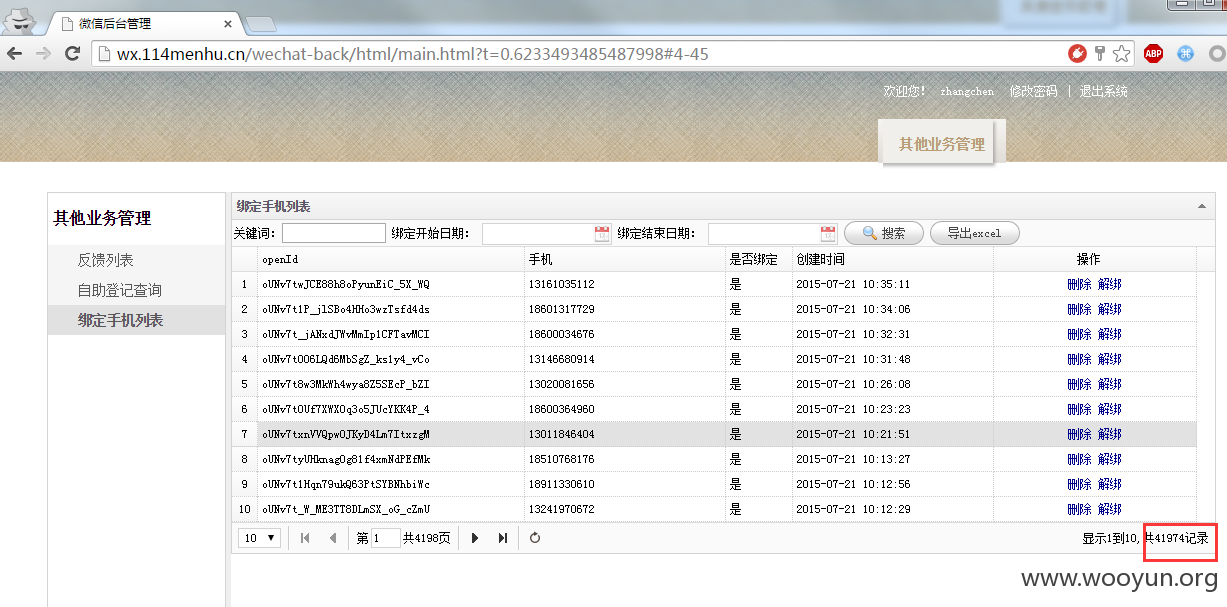 微信后台管理
wx.114menhu.cn/wechat-back/html/main.html?t=0.6233493485487998#4-45
ABP
欢迎您! zhangchen 修改密码 | 退出系统
其他业务管理
其他业务管理
反馈列表
自助登记查询
绑定手机列表
绑定手机列表
关键词: 绑定开始日期: 绑定结束日期: 搜索 导出excel
openId 手机 是否绑定 创建时间 操作
1 oUNv7twJCE88h8oPyunEiC_5X_WQ 13161035112 是 2015-07-21 10:35:11 删除 解绑
2 oUNv7t1P_jlSBo4HHo3wzTsfd4ds 18601317729 是 2015-07-21 10:34:06 删除 解绑
3 oUNv7t_jANxdJWvMmIp1CFTavMCI 18600034676 是 2015-07-21 10:32:31 删除 解绑
4 oUNv7tO06LQd6MbSgZ_ksly4_vCo 13146680914 是 2015-07-21 10:31:48 删除 解绑
5 oUNv7t8w3MkWh4wya8Z5SEcP_bZI 13020081656 是 2015-07-21 10:26:08 删除 解绑
6 oUNv7tOUf7XWXOq3o5JUcYKK4P_4 18600364960 是 2015-07-21 10:23:23 删除 解绑
7 oUNv7txnVVQpwOJKyD4Lm7ItxzgM 13011846404 是 2015-07-21 10:21:51 删除 解绑
8 oUNv7tyUHknagOg81f4xmNdPEfMk 18510768176 是 2015-07-21 10:13:27 删除 解绑
9 oUNv7t1Hqn79ukQ63PtSYBNhbiWc 18911330610 是 2015-07-21 10:12:56 删除 解绑
10 oUNv7t_W_ME3TT8DLmSX_oG_cZmU 13241970672 是 2015-07-21 10:12:29 删除 解绑
10 第 1 共4198页 显示1到10, 共41974记录
www.wooyun.org